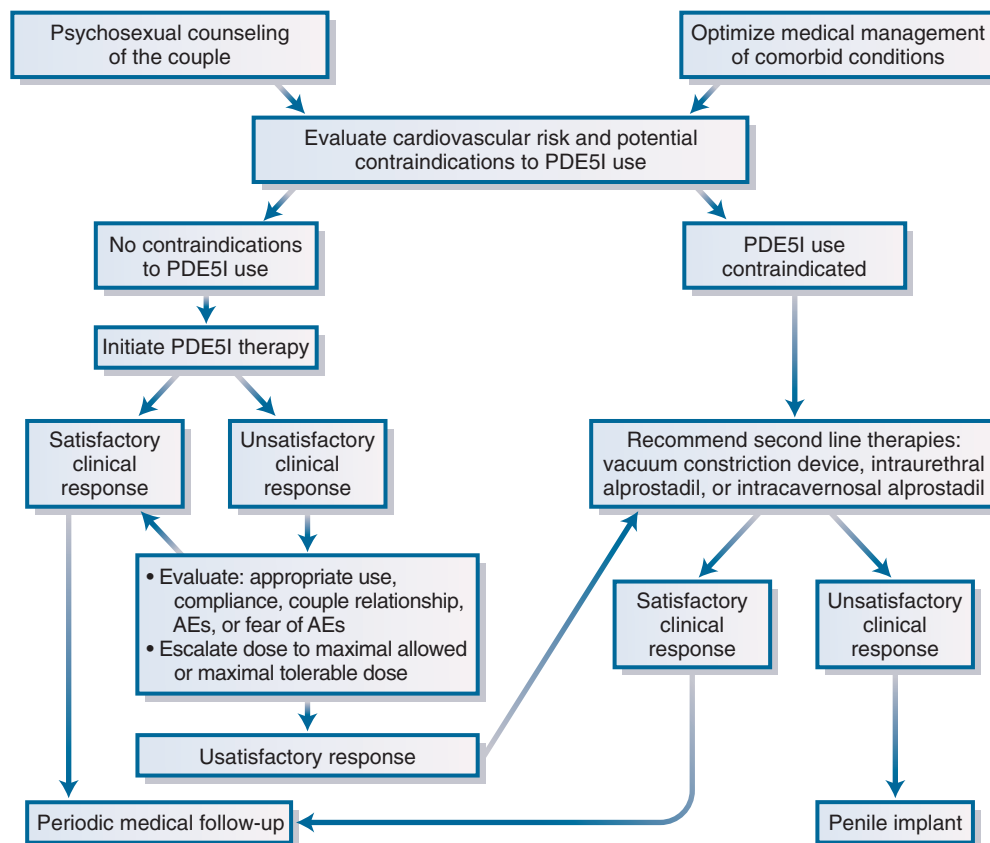 Psychosexual counseling
of the couple
Optimize medical management
of comorbid conditions
Evaluate cardiovascular risk and potential
contraindications to PDE5I use
No contraindications
to PDE5I use
PDE5I use
contraindicated
Initiate PDE5I therapy
Satisfactory
clinical
response
Unsatisfactory
clinical
response
Recommend second line therapies:
vacuum constriction device, intraurethral
alprostadil, or intracavernosal alprostadil
• Evaluate: appropriate use,
compliance, couple relationship,
AEs, or fear of AEs
• Escalate dose to maximal allowed
or maximal tolerable dose
Satisfactory
clinical
response
Unsatisfactory
clinical
response
Usatisfactory response
Periodic medical follow-up
Penile implant